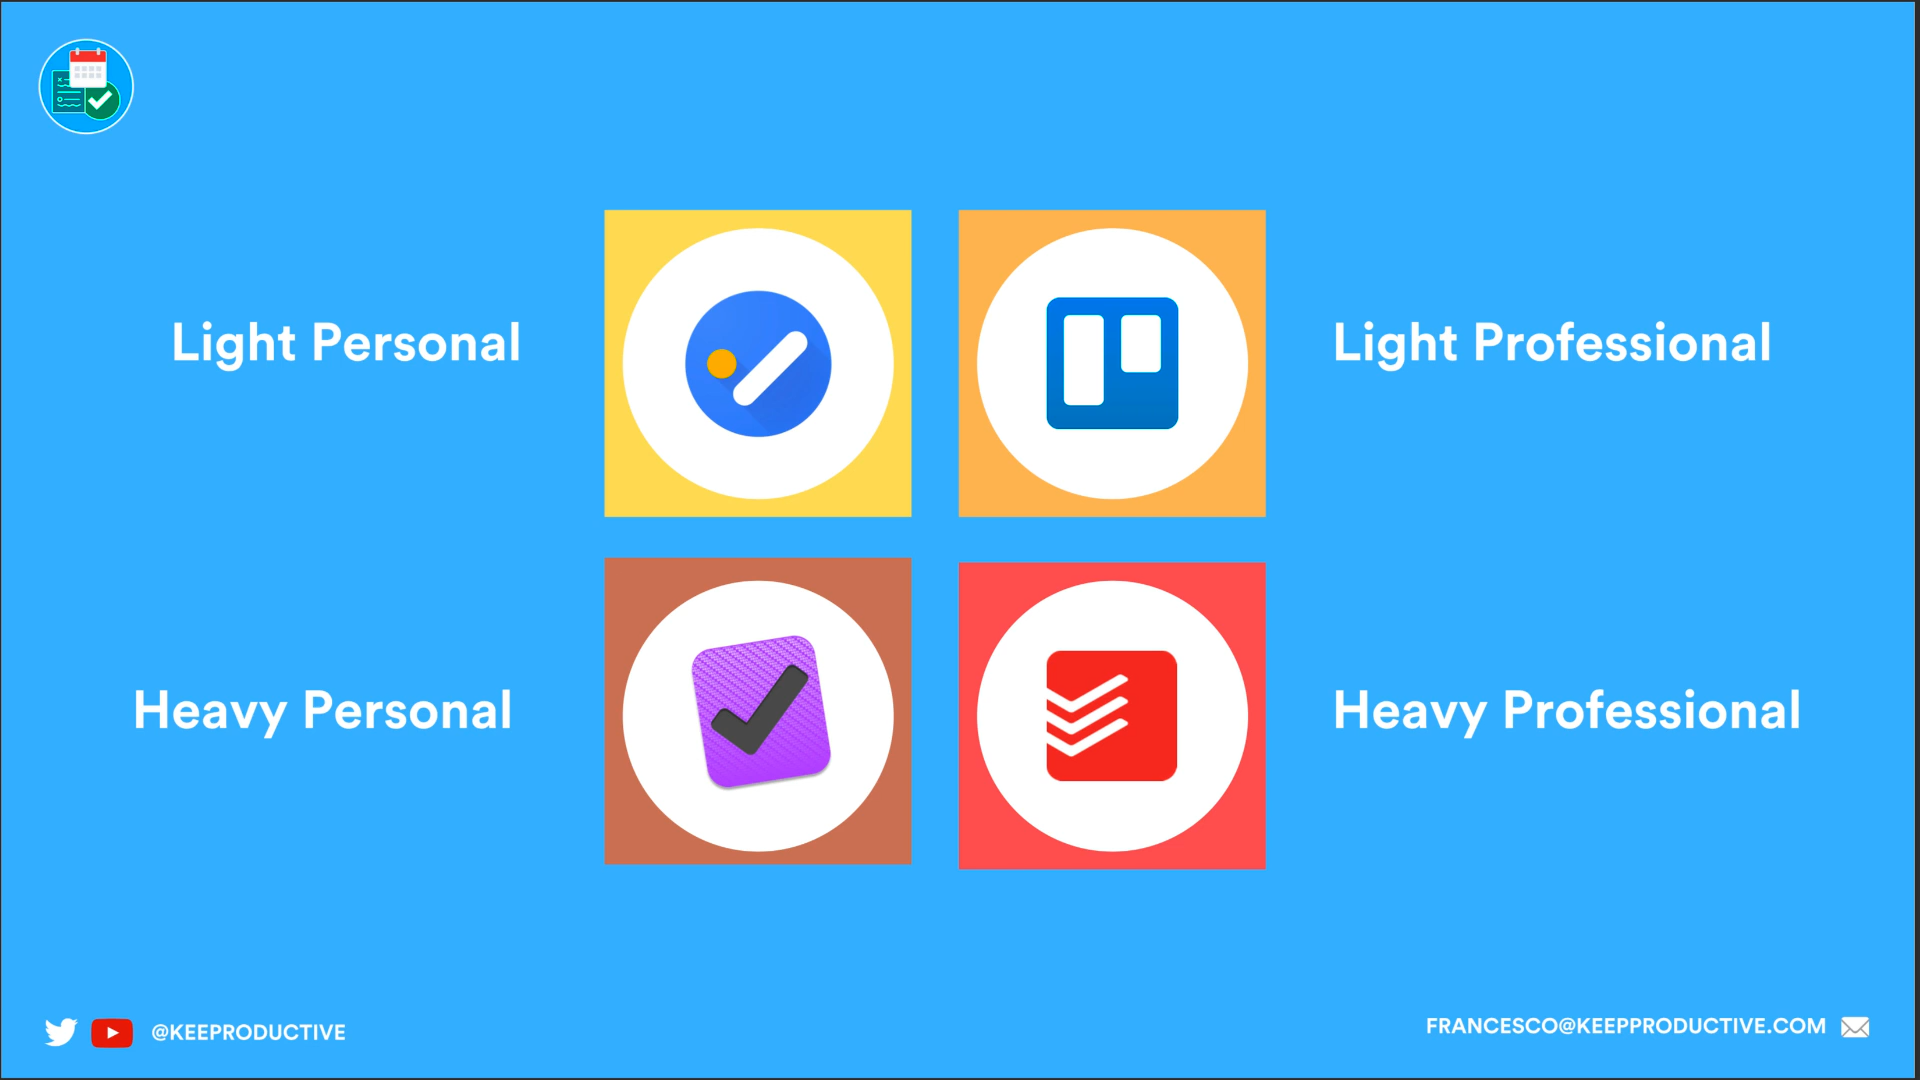 Light Personal
Light Professional
Heavy Personal
Heavy Professional
@KEEPRODUCTIVE
FRANCESCO@KEEPPRODUCTIVE.COM